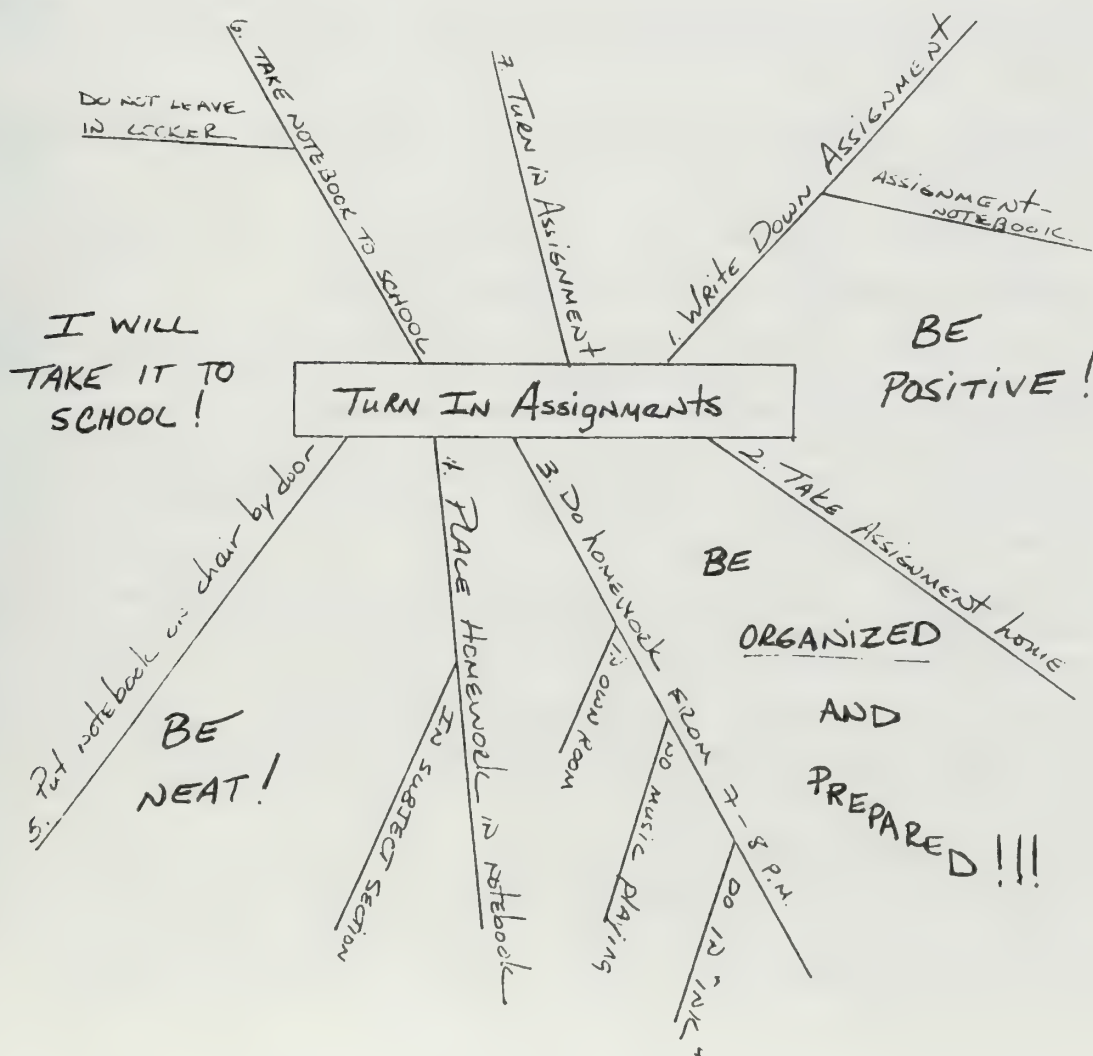 6. TAKE NOTEBOOK TO SCHOOL
DO NOT LEAVE
IN LOCKER
7. TURN IN ASSIGNMENT
1. WRITE DOWN ASSIGNMENT
ASSIGNMENT-
NOTEBOOK.
I WILL
TAKE IT TO
SCHOOL!
BE
POSITIVE!
TURN IN ASSIGNMENTS
2. TAKE ASSIGNMENT home
3. Do homework FROM 7-8 P.M.
IN OWN ROOM
NO MUSIC PLAYING
DO IN "INK"
4. PLACE HOMEWORK IN NOTEBOOK
IN SUBJECT SECTION
5. Put notebook on chair by door
BE
NEAT!
BE
ORGANIZED
AND
PREPARED!!!